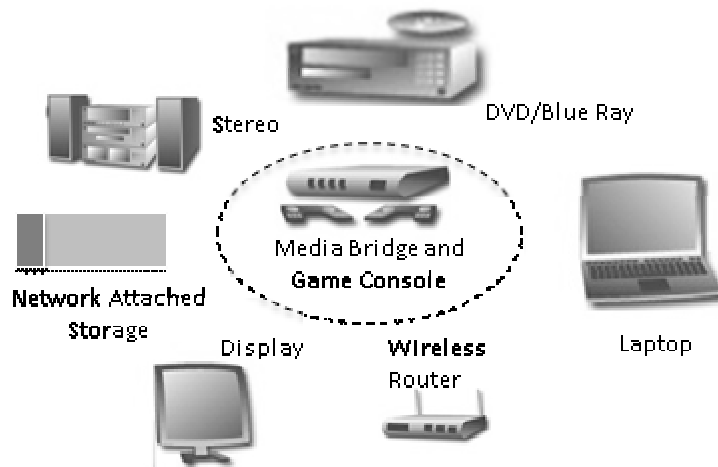 DVD/Blue Ray
Stereo
Media Bridge and
Game Console
Network Attached
Storage
Display
Wireless
Router
Laptop